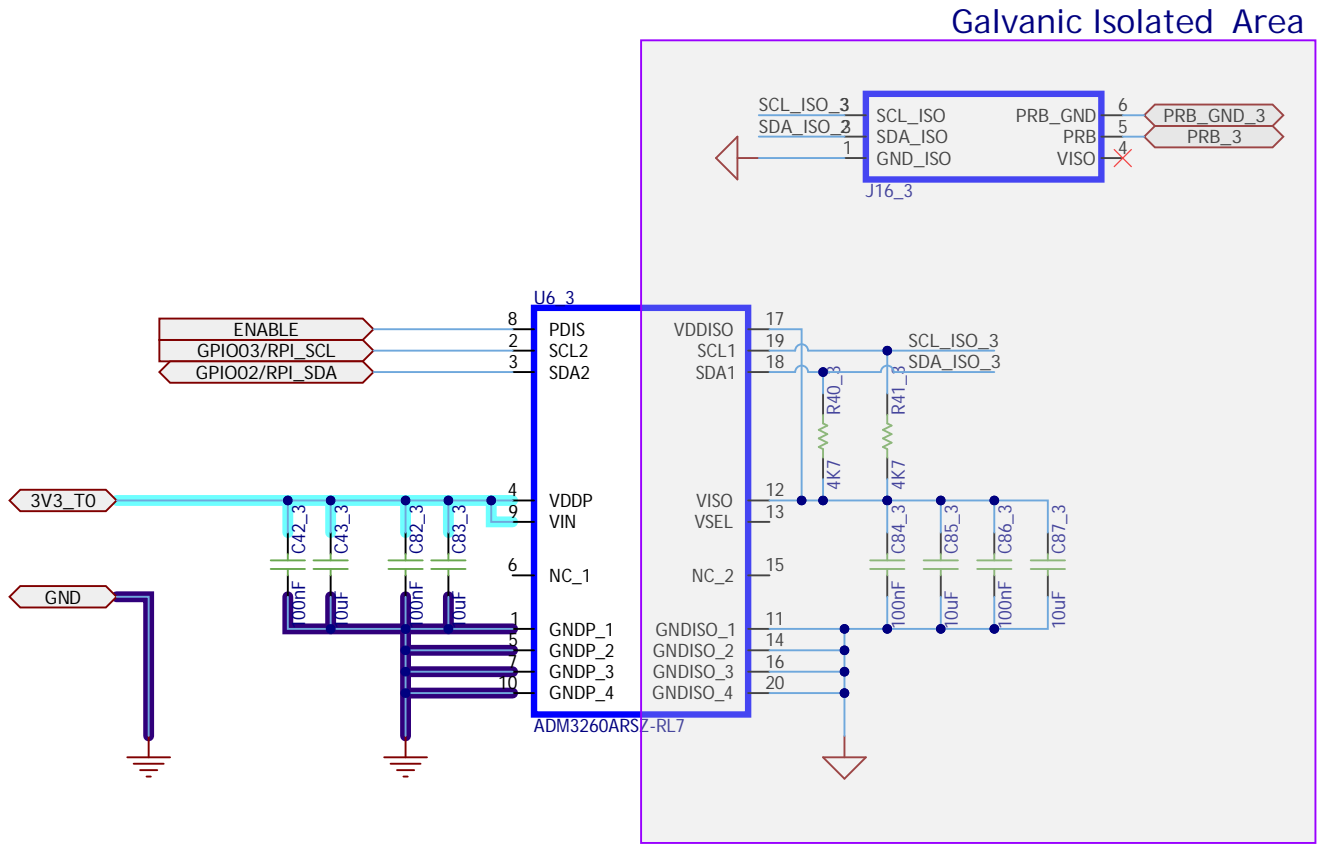 Galvanic Isolated Area
SCL_ISO_3 3 SCL_ISO PRB_GND 6 PRB_GND_3
SDA_ISO_3 2 SDA_ISO PRB 5 PRB_3
1 GND_ISO VISO 4
J16_3
U6_3
ENABLE 8 PDIS VDDISO 17
GPIO03/RPI_SCL 2 SCL2 SCL1 19 SCL_ISO_3
GPIO02/RPI_SDA 3 SDA2 SDA1 18 SDA_ISO_3
R40_3 R41_3
4K7 4K7
3V3_T0 4 VDDP VISO 12
9 VIN VSEL 13
C42_3 C43_3 C82_3 C83_3 C84_3 C85_3 C86_3 C87_3
6 NC_1 NC_2 15
GND
100nF 10uF 100nF 10uF 100nF 10uF 100nF 10uF
1 GNDP_1 GNDISO_1 11
5 GNDP_2 GNDISO_2 14
7 GNDP_3 GNDISO_3 16
10 GNDP_4 GNDISO_4 20
ADM3260ARSZ-RL7